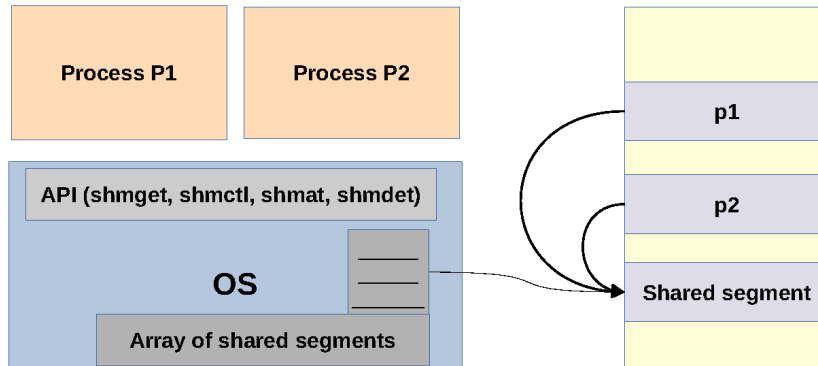 Process P1
Process P2
API (shmget, shmctl, shmat, shmdet)
OS
Array of shared segments
p1
p2
Shared segment